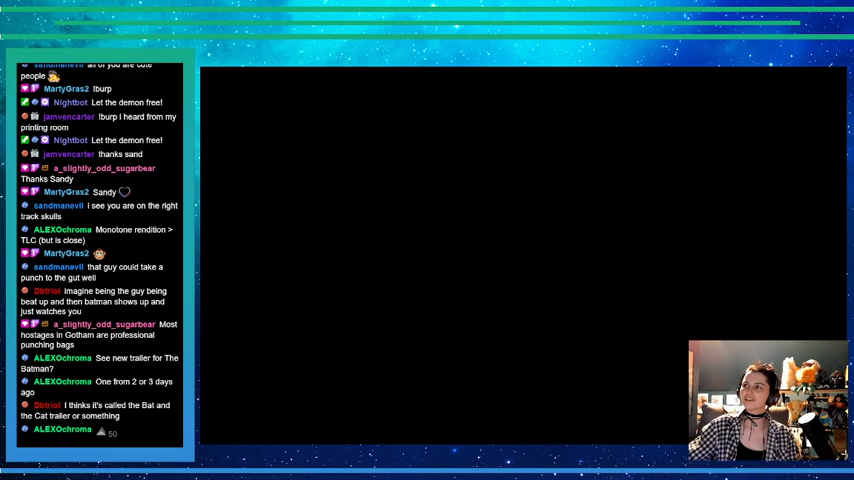 sandmanevil all of you are cute
people
MartyGras2 !burp
Nightbot Let the demon free!
jamvencarter !burp i heard from my
printing room
Nightbot Let the demon free!
jamvencarter thanks sand
a_slightly_odd_sugarbear
Thanks Sandy
MartyGras2 Sandy
sandmanevil I see you are on the right
track skulls
ALEXOchroma Monotone rendition >
TLC (but is close)
MartyGras2
sandmanevil that guy could take a
punch to the gut well
Dbtriol imagine being the guy being
beat up and then batman shows up and
just watches you
a_slightly_odd_sugarbear Most
hostages in Gotham are professional
punching bags
ALEXOchroma See new trailer for The
Batman?
ALEXOchroma One from 2 or 3 days
ago
Dbtriol I thinks it's called the Bat and
the Cat trailer or something
ALEXOchroma 50